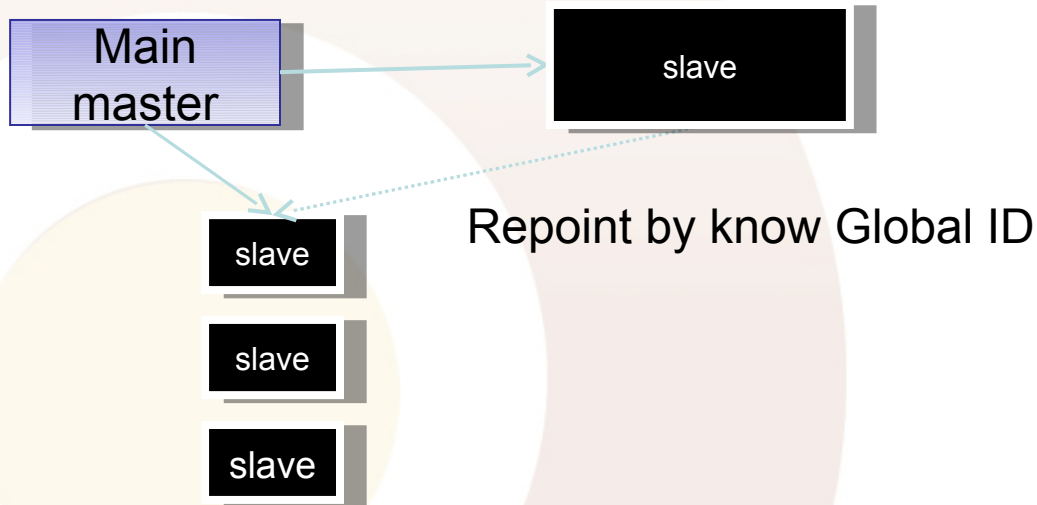 Main
master
slave
Repoint by know Global ID
slave
slave
slave